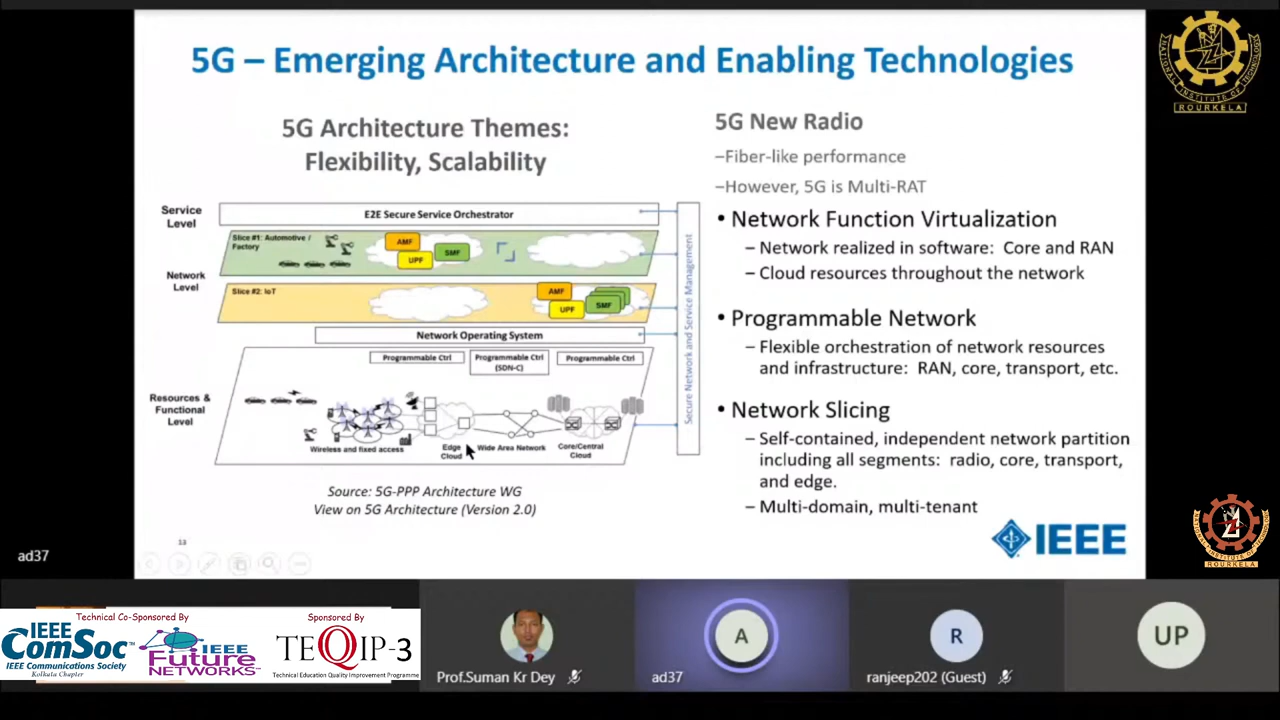 5G – Emerging Architecture and Enabling Technologies
5G Architecture Themes:
Flexibility, Scalability
Service
Level
E2E Secure Service Orchestrator
Slice #1: Automotive /
Factory
AMF
SMF
UPF
Network
Level
Slice #2: IoT
AMF
UPF
SMF
Network Operating System
Programmable Ctrl
Programmable Ctrl
(SDN-C)
Programmable Ctrl
Resources &
Functional
Level
Wireless and fixed access
Edge
Cloud
Wide Area Network
Core/Central
Cloud
Secure Network and Service Management
Source: 5G-PPP Architecture WG
View on 5G Architecture (Version 2.0)
13
5G New Radio
–Fiber-like performance
–However, 5G is Multi-RAT
• Network Function Virtualization
– Network realized in software: Core and RAN
– Cloud resources throughout the network
• Programmable Network
– Flexible orchestration of network resources
and infrastructure: RAN, core, transport, etc.
• Network Slicing
– Self-contained, independent network partition
including all segments: radio, core, transport,
and edge.
– Multi-domain, multi-tenant
IEEE
NATIONAL INSTITUTE OF TECHNOLOGY
ROURKELA
ROURKELA
ad37
Technical Co-Sponsored By
IEEE
ComSoc™
IEEE Communications Society
Kolkata Chapter
IEEE
Future
NETWORKS™
Sponsored By
TEQIP-3
Technical Education Quality Improvement Programme
Prof.Suman Kr Dey
A
ad37
R
ranjeep202 (Guest)
UP